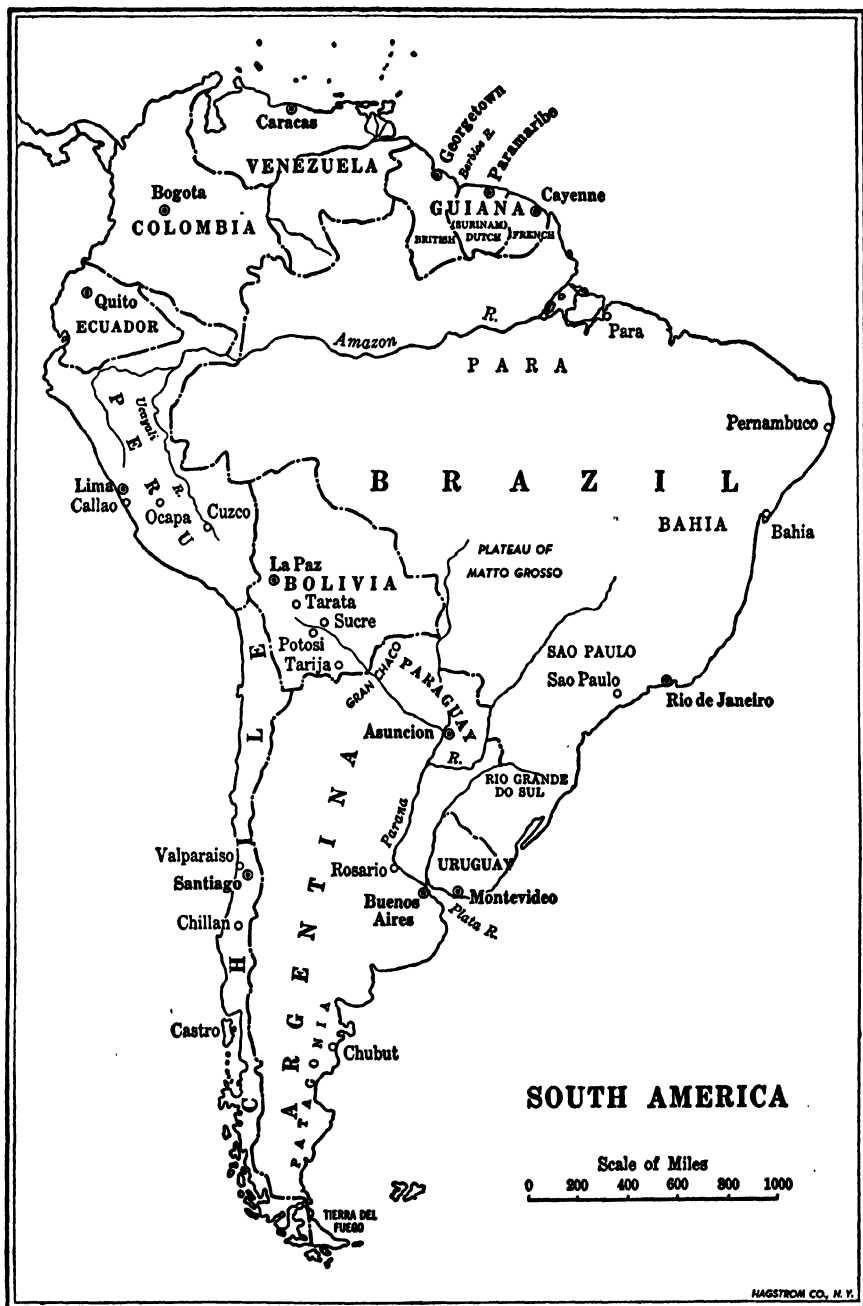 Caracas
VENEZUELA
Georgetown
Berbice R.
Paramaribo
Cayenne
GUIANA
(SURINAM)
BRITISH
DUTCH
FRENCH
Bogota
COLOMBIA
Quito
ECUADOR
Amazon
R.
Para
PARA
PERU
Ucayali
R.
Pernambuco
BRAZIL
Lima
Callao
Ocapa
Cuzco
BAHIA
Bahia
PLATEAU OF
MATTO GROSSO
La Paz
BOLIVIA
Tarata
Sucre
Potosi
Tarija
GRAN CHACO
PARAGUAY
SAO PAULO
Sao Paulo
Rio de Janeiro
Asuncion
R.
Parana
RIO GRANDE
DO SUL
CHILE
ARGENTINA
Valparaiso
Santiago
Rosario
URUGUAY
Buenos
Aires
Montevideo
Plata R.
Chillan
Castro
PATAGONIA
Chubut
SOUTH AMERICA
Scale of Miles
0 200 400 600 800 1000
TIERRA DEL
FUEGO
HAGSTROM CO., N. Y.